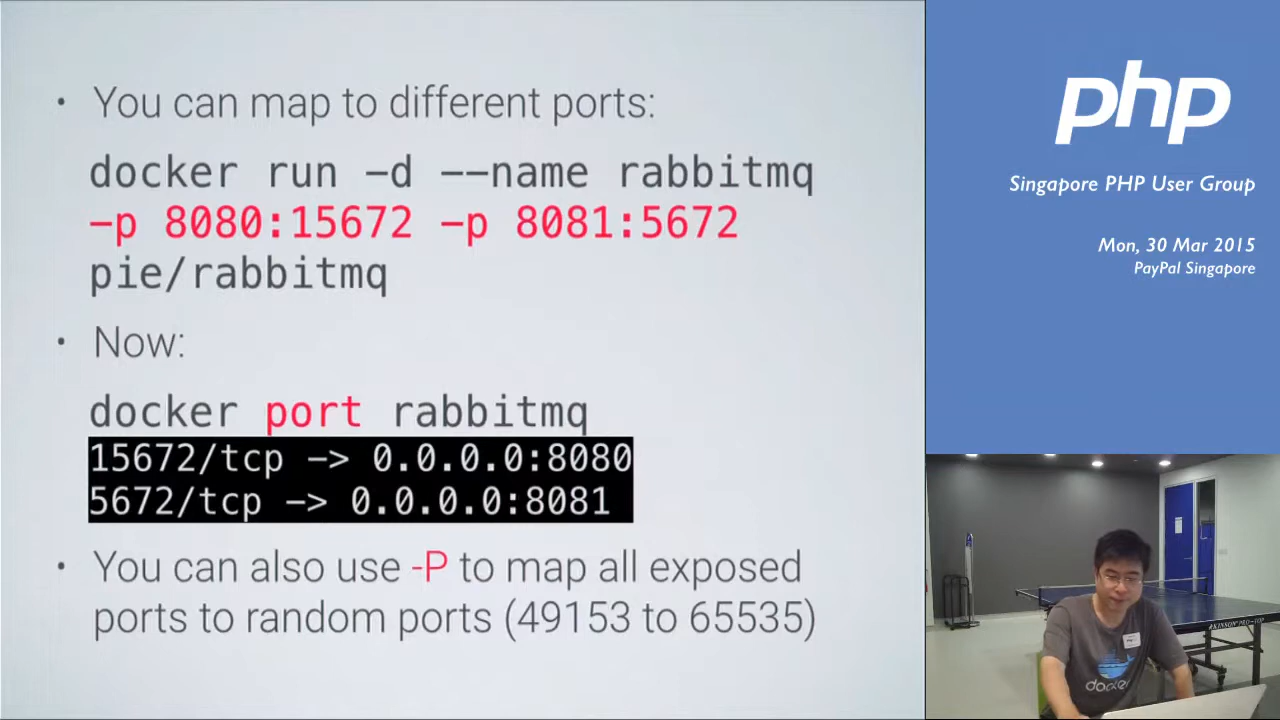 • You can map to different ports:
docker run -d --name rabbitmq
-p 8080:15672 -p 8081:5672
pie/rabbitmq
• Now:
docker port rabbitmq
15672/tcp -> 0.0.0.0:8080
5672/tcp -> 0.0.0.0:8081
• You can also use -P to map all exposed
ports to random ports (49153 to 65535)
php
Singapore PHP User Group
Mon, 30 Mar 2015
PayPal Singapore
KINSON PRO-TOP
docker